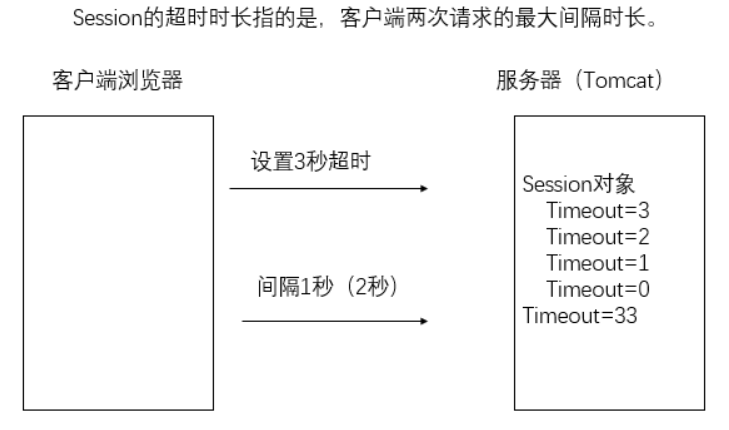 Session的超时时长指的是，客户端两次请求的最大间隔时长。
客户端浏览器
服务器（Tomcat）
设置3秒超时
Session对象
Timeout=3
Timeout=2
Timeout=1
间隔1秒（2秒）
Timeout=0
Timeout=33